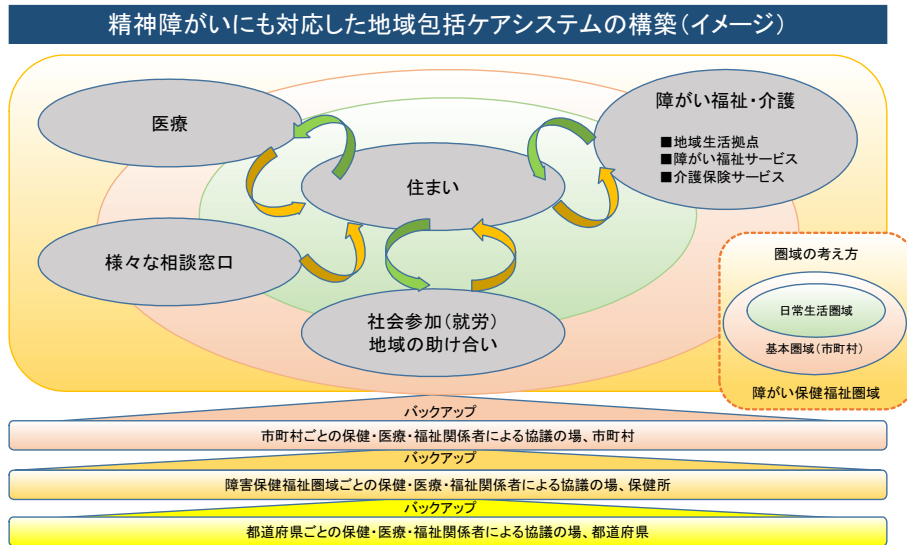 精神障がいにも対応した地域包括ケアシステムの構築(イメージ)
医療
障がい福祉・介護
■地域生活拠点
■障がい福祉サービス
■介護保険サービス
住まい
様々な相談窓口
社会参加(就労)
地域の助け合い
圏域の考え方
日常生活圏域
基本圏域(市町村)
障がい保健福祉圏域
バックアップ
市町村ごとの保健・医療・福祉関係者による協議の場、市町村
バックアップ
障害保健福祉圏域ごとの保健・医療・福祉関係者による協議の場、保健所
バックアップ
都道府県ごとの保健・医療・福祉関係者による協議の場、都道府県